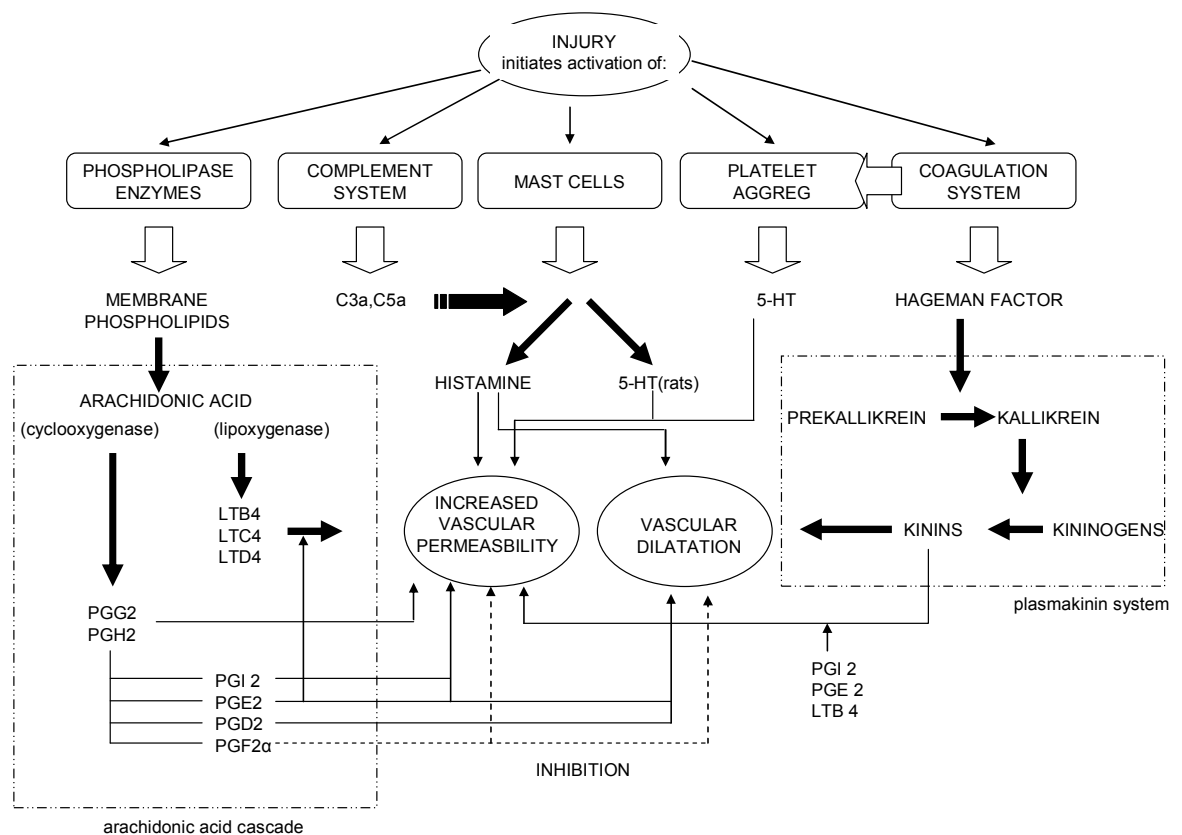 INJURY
initiates activation of:
PHOSPHOLIPASE
ENZYMES
COMPLEMENT
SYSTEM
MAST CELLS
PLATELET
AGGREG
COAGULATION
SYSTEM
MEMBRANE
PHOSPHOLIPIDS
C3a,C5a
5-HT
HAGEMAN FACTOR
HISTAMINE
5-HT(rats)
ARACHIDONIC ACID
(cyclooxygenase)
(lipoxygenase)
PREKALLIKREIN
KALLIKREIN
LTB4
LTC4
LTD4
INCREASED
VASCULAR
PERMEASBILITY
VASCULAR
DILATATION
KININS
KININOGENS
plasmakinin system
PGG2
PGH2
PGI 2
PGE2
PGD2
PGF2α
PGI 2
PGE 2
LTB 4
INHIBITION
arachidonic acid cascade